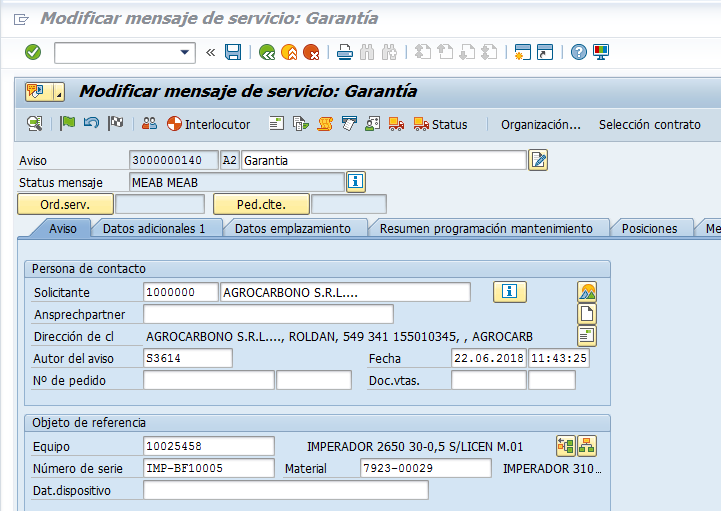 Modificar mensaje de servicio: Garantía
Modificar mensaje de servicio: Garantía
Interlocutor Status Organización... Selección contrato
Aviso 3000000140 A2 Garantia
Status mensaje MEAB MEAB
Ord.serv. Ped.clte.
Aviso Datos adicionales 1 Datos emplazamiento Resumen programación mantenimiento Posiciones Me
Persona de contacto
Solicitante 1000000 AGROCARBONO S.R.L....
Ansprechpartner
Dirección de cl AGROCARBONO S.R.L...., ROLDAN, 549 341 155010345, , AGROCARB
Autor del aviso S3614 Fecha 22.06.2018 11:43:25
Nº de pedido Doc.vtas.
Objeto de referencia
Equipo 10025458 IMPERADOR 2650 30-0,5 S/LICEN M.01
Número de serie IMP-BF10005 Material 7923-00029 IMPERADOR 310...
Dat.dispositivo